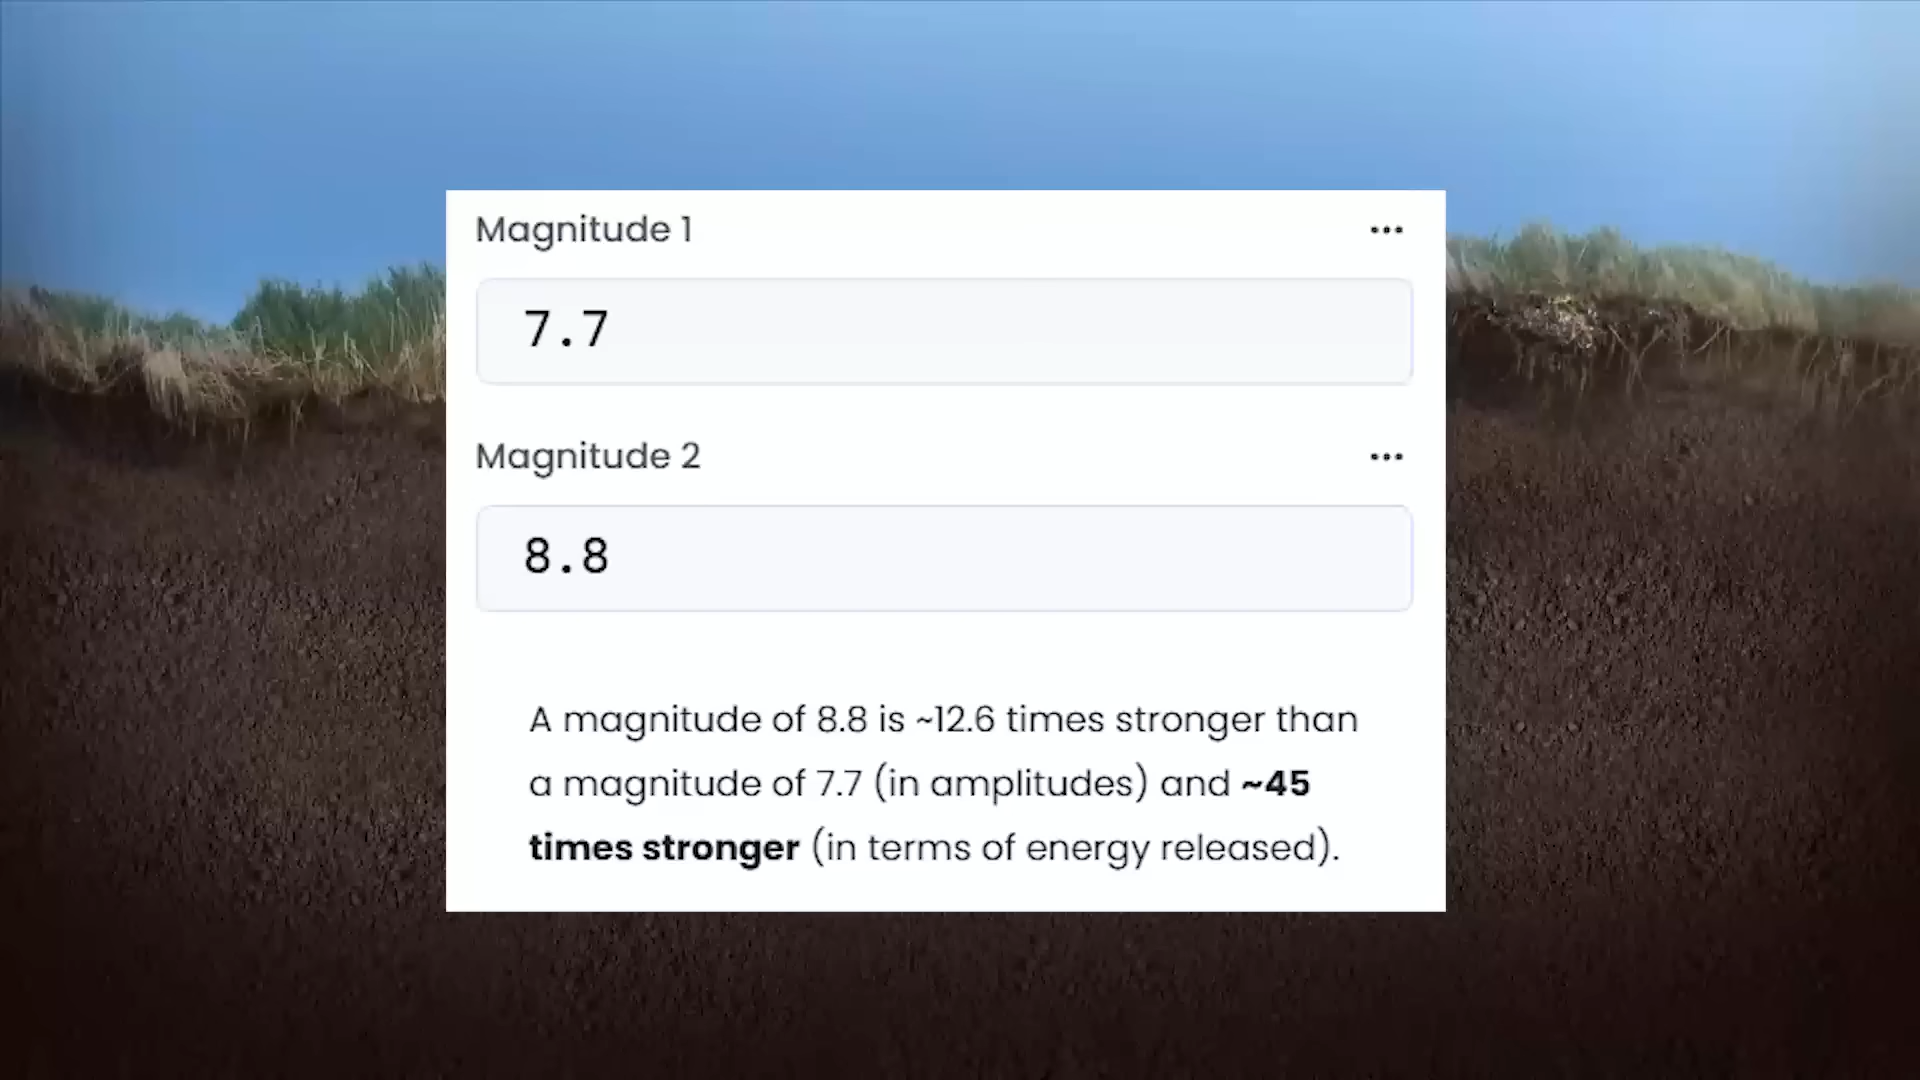 Magnitude 1
7.7
Magnitude 2
8.8
A magnitude of 8.8 is ~12.6 times stronger than
a magnitude of 7.7 (in amplitudes) and ~45
times stronger (in terms of energy released).